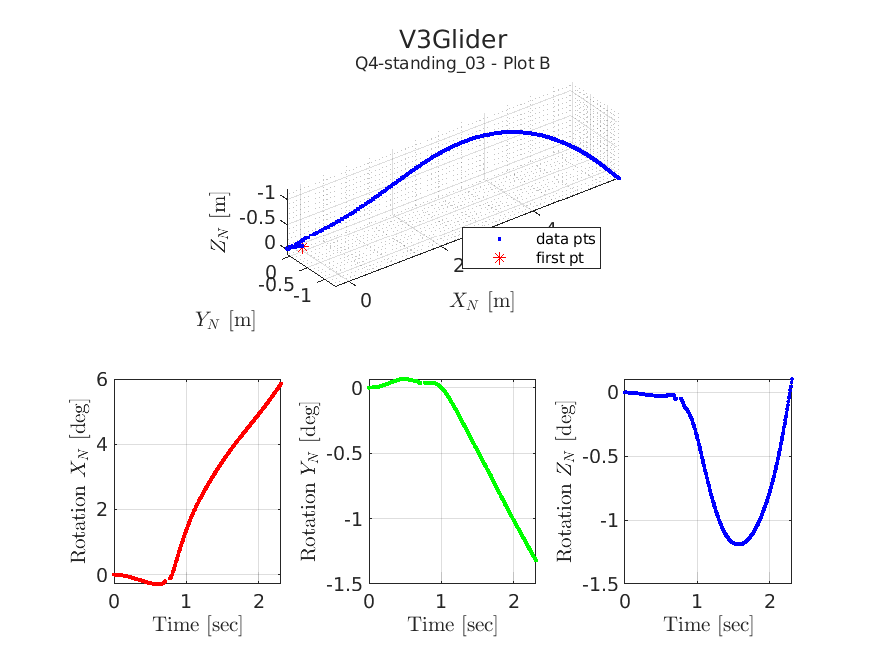 V3Glider
Q4-standing_03 - Plot B
-1
-0.5
0
Z_N [m]
0
-0.5
-1
Y_N [m]
0
2
4
X_N [m]
data pts
first pt
6
4
2
0
Rotation X_N [deg]
0 1 2
Time [sec]
0
-0.5
-1
-1.5
Rotation Y_N [deg]
0 1 2
Time [sec]
0
-0.5
-1
-1.5
Rotation Z_N [deg]
0 1 2
Time [sec]